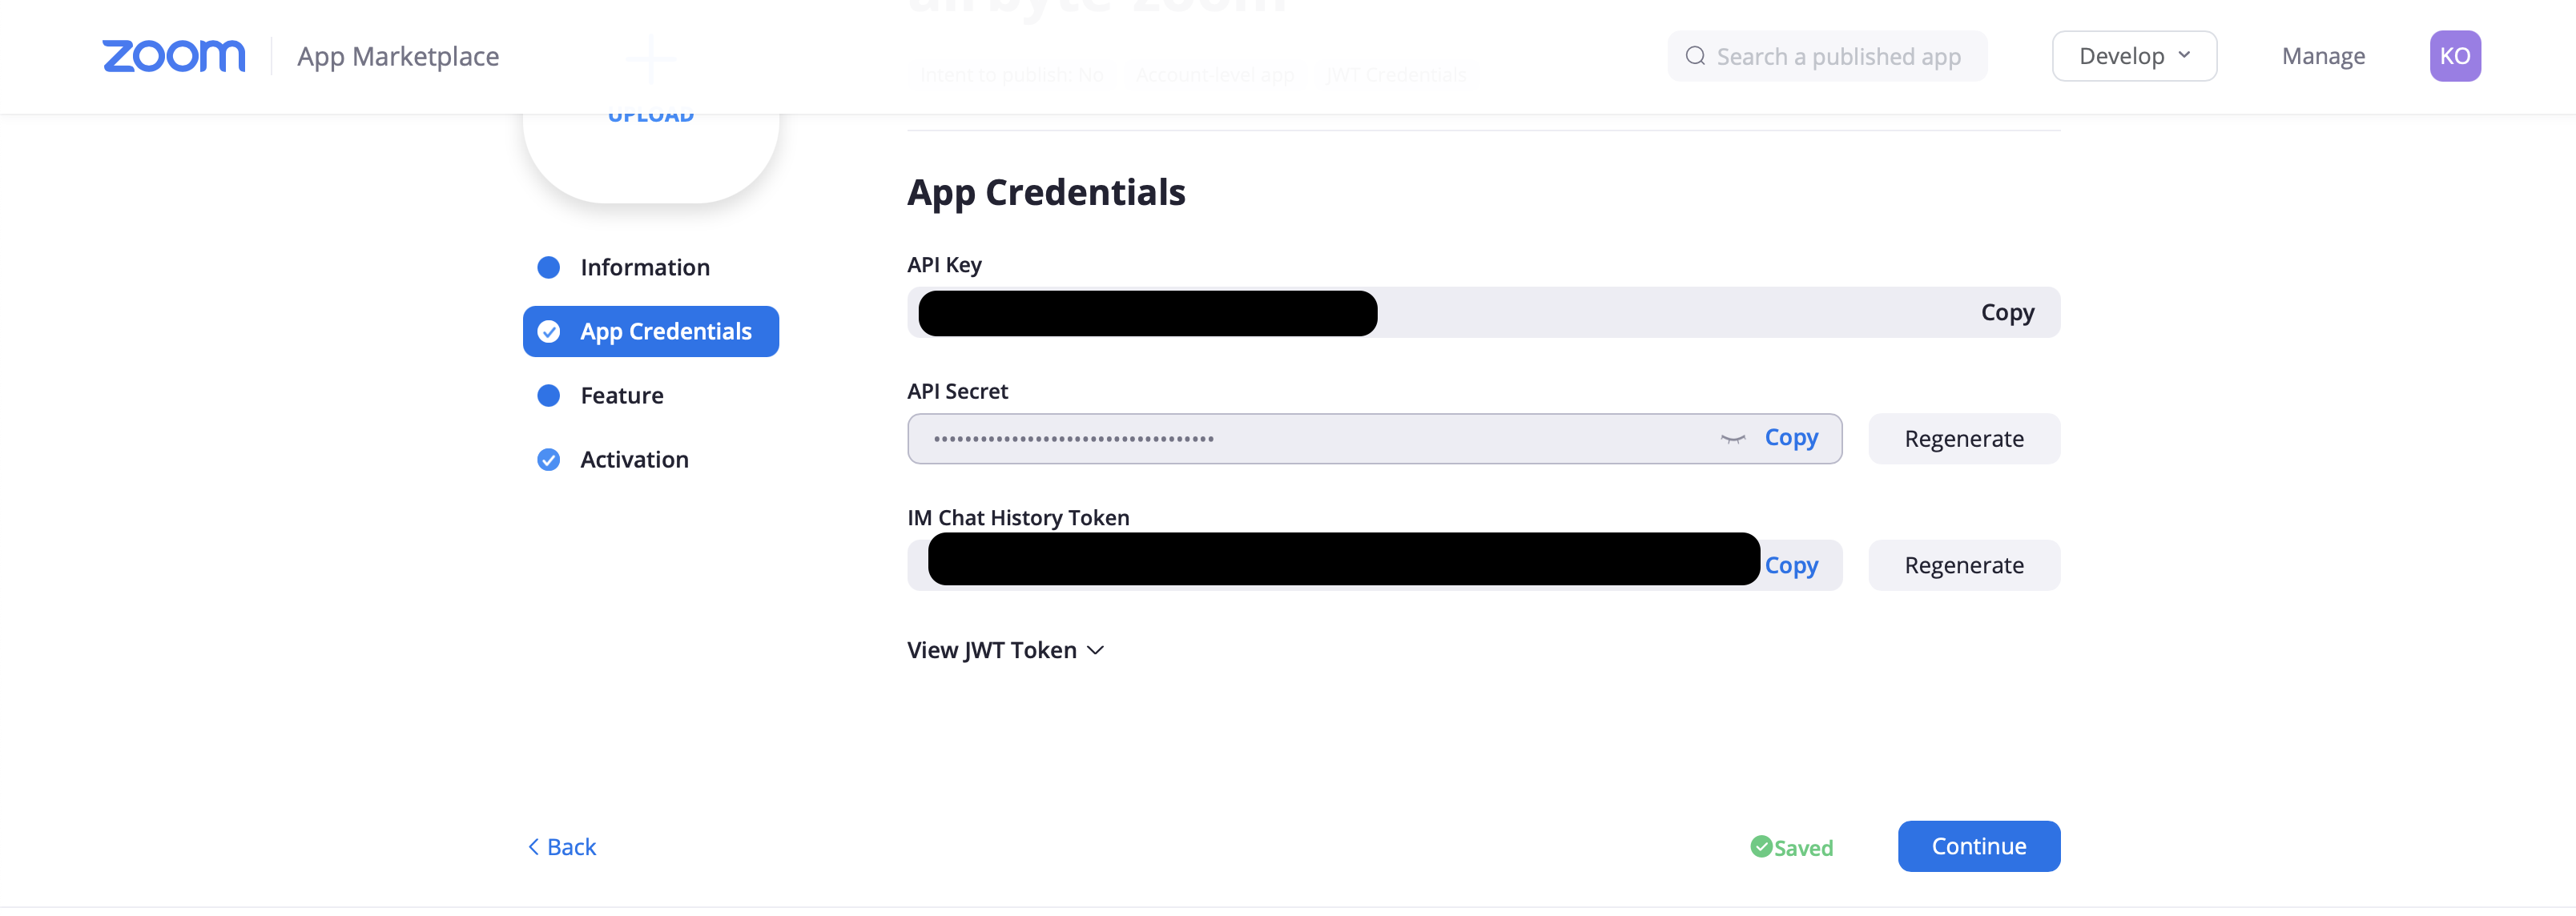 airbyte-zoom
zoom App Marketplace
Search a published app
Develop
Manage
KO
Intent to publish: No Account-level app JWT Credentials
UPLOAD
App Credentials
Information
App Credentials
Feature
Activation
API Key
Copy
API Secret
•••••••••••••••••••••••••••••••••••• Copy Regenerate
IM Chat History Token
Copy Regenerate
View JWT Token
Back
Saved
Continue